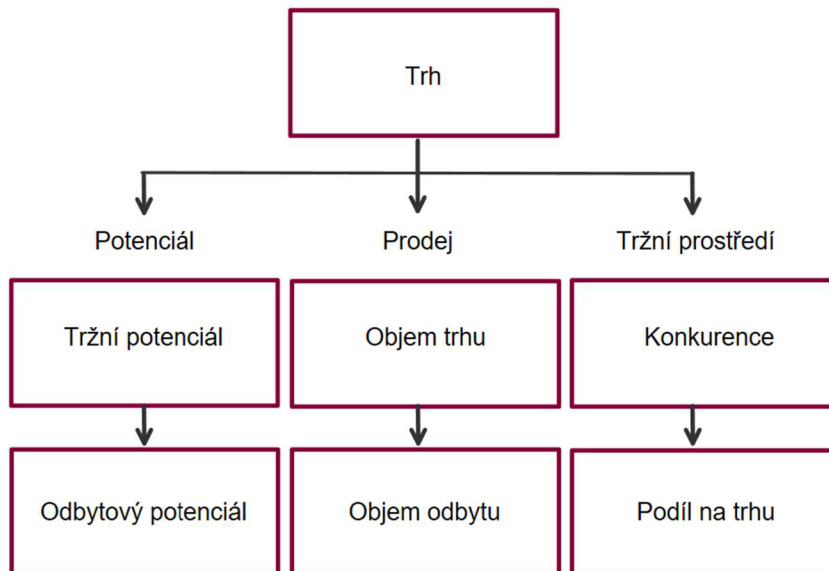 Trh
Potenciál
Prodej
Tržní prostředí
Tržní potenciál
Objem trhu
Konkurence
Odbytový potenciál
Objem odbytu
Podíl na trhu